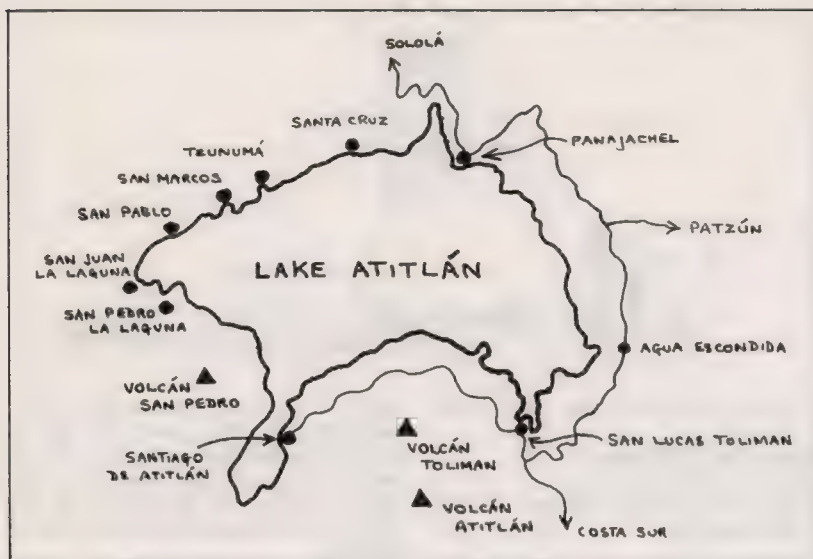 SOLOLÁ
SANTA CRUZ
PANAJACHEL
TZUNUMÁ
SAN MARCOS
SAN PABLO
PATZÚN
SAN JUAN
LA LAGUNA
LAKE ATITLÁN
SAN PEDRO
LA LAGUNA
AGUA ESCONDIDA
VOLCÁN
SAN PEDRO
SANTIAGO
DE ATITLÁN
VOLCÁN
TOLIMAN
SAN LUCAS TOLIMAN
VOLCÁN
ATITLÁN
COSTA SUR